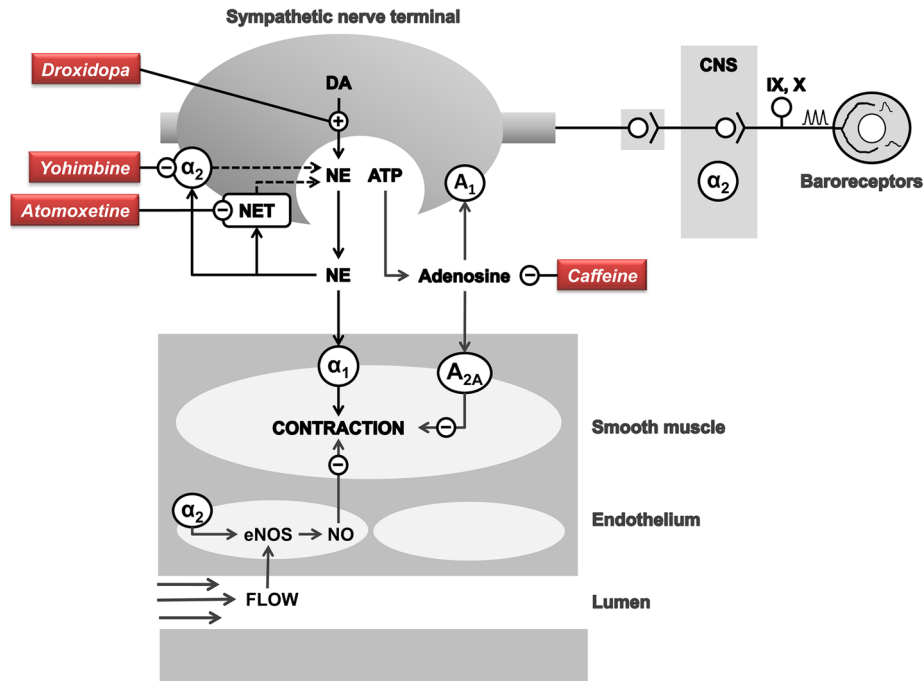 Sympathetic nerve terminal
Droxidopa
DA
+
CNS
IX, X
Yohimbine
−
α2
NE
ATP
A1
α2
Baroreceptors
Atomoxetine
−
NET
NE
Adenosine
−
Caffeine
α1
A2A
CONTRACTION
−
Smooth muscle
−
α2
eNOS
NO
Endothelium
FLOW
Lumen